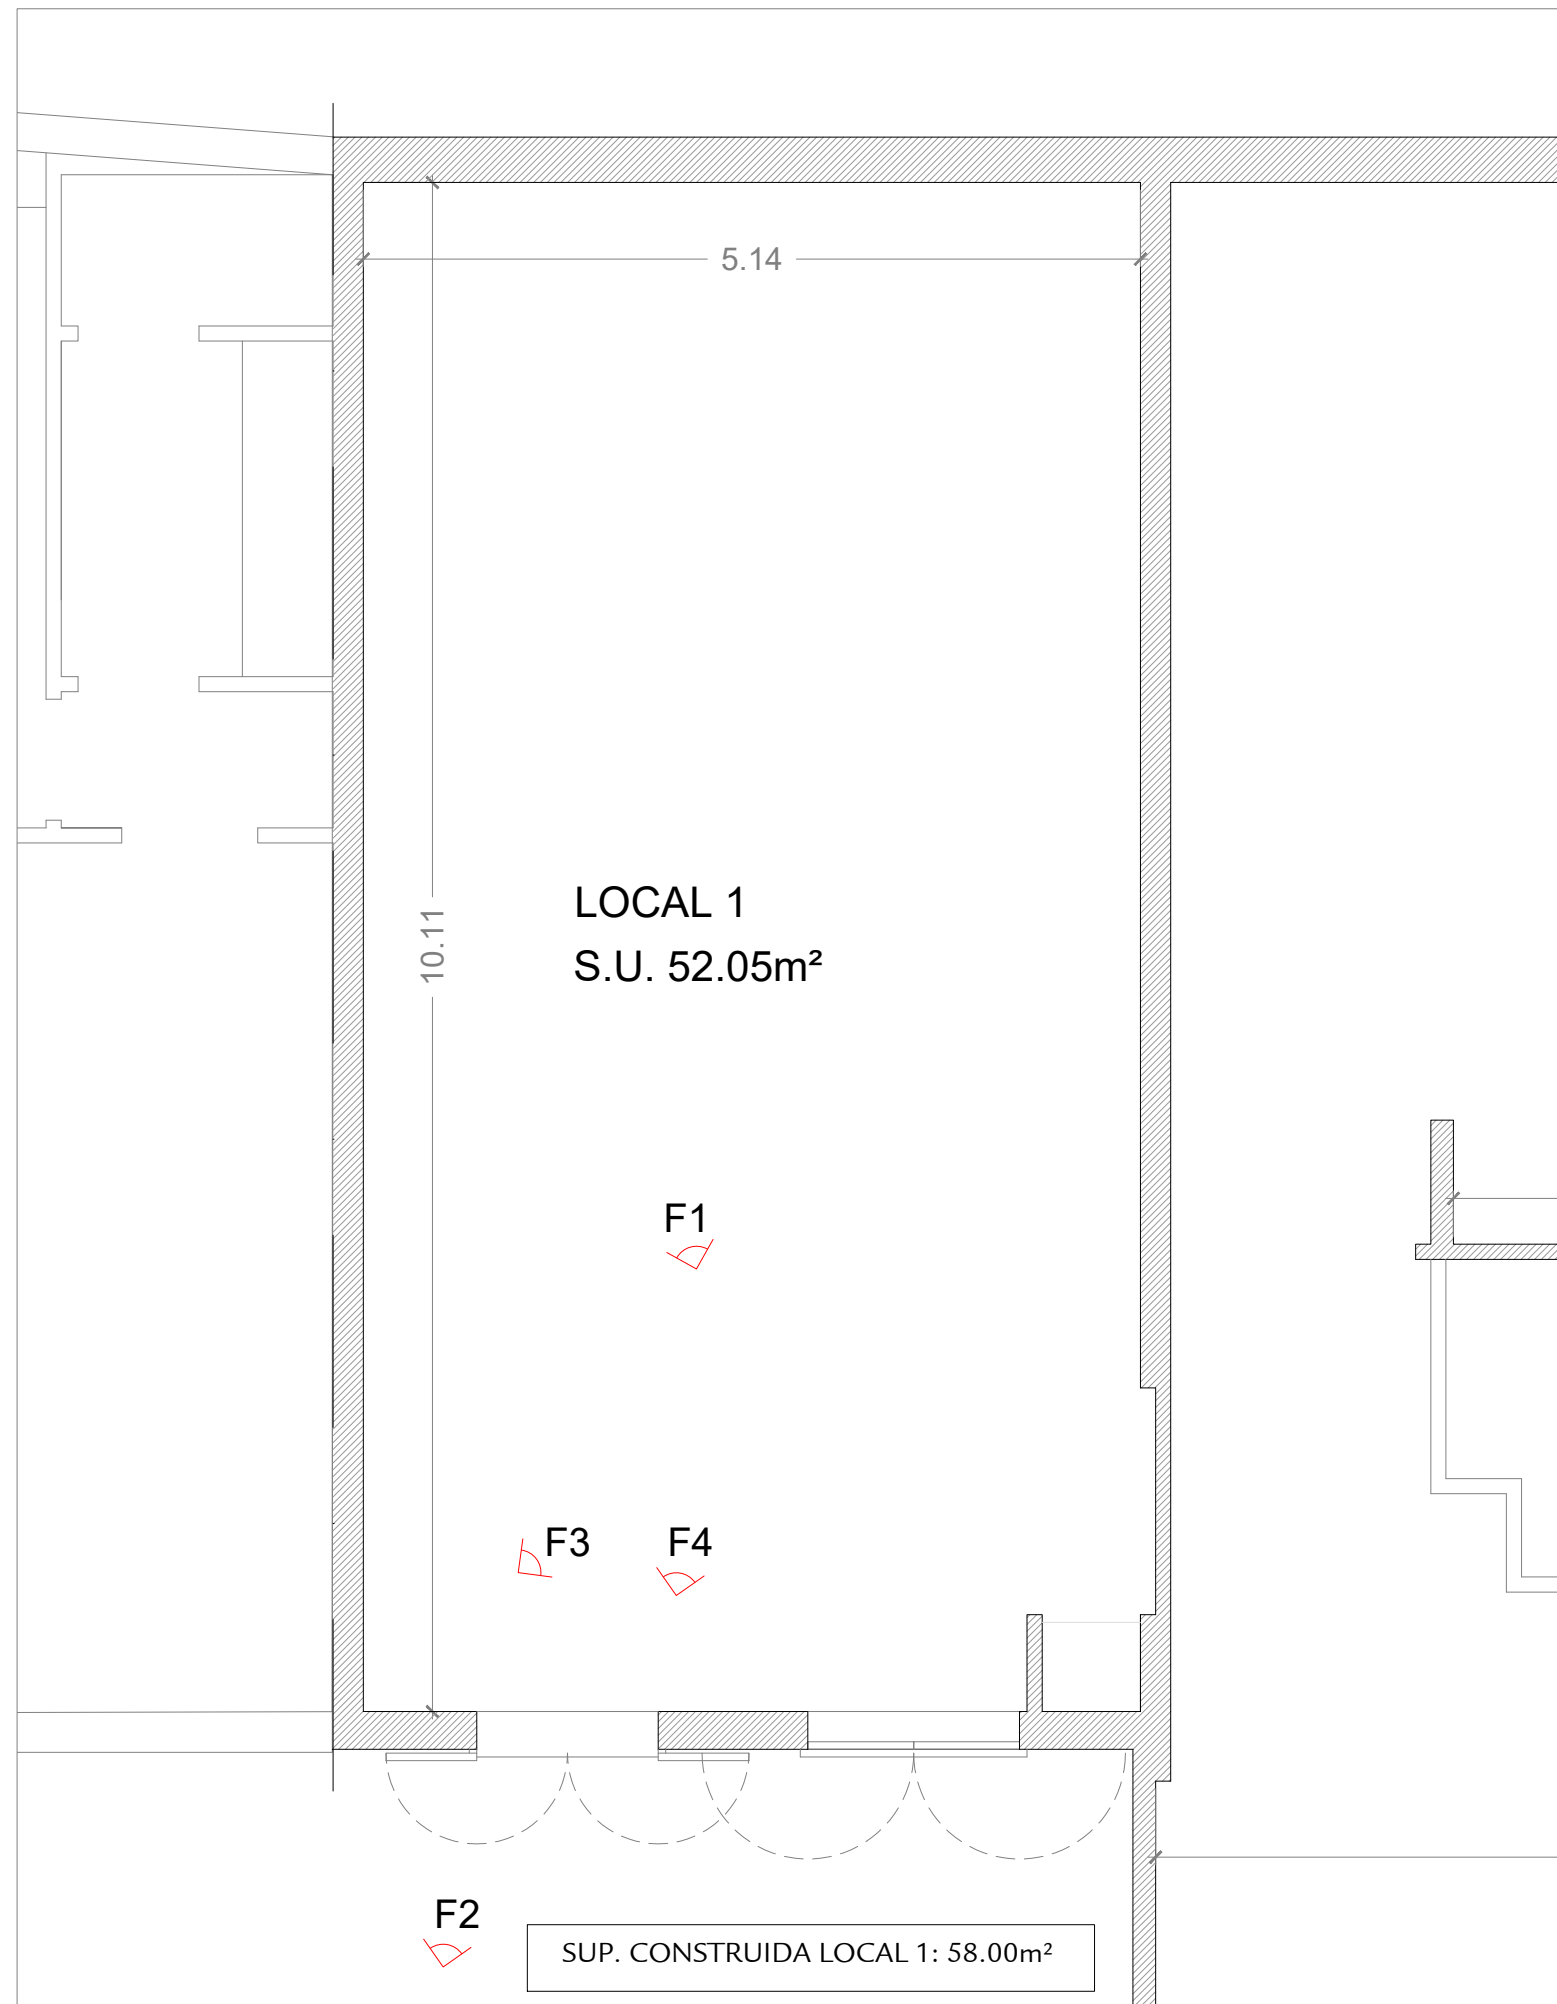 5.14
10.11
LOCAL 1
S.U. 52.05m²
F1
F3
F4
F2
SUP. CONSTRUIDA LOCAL 1: 58.00m²